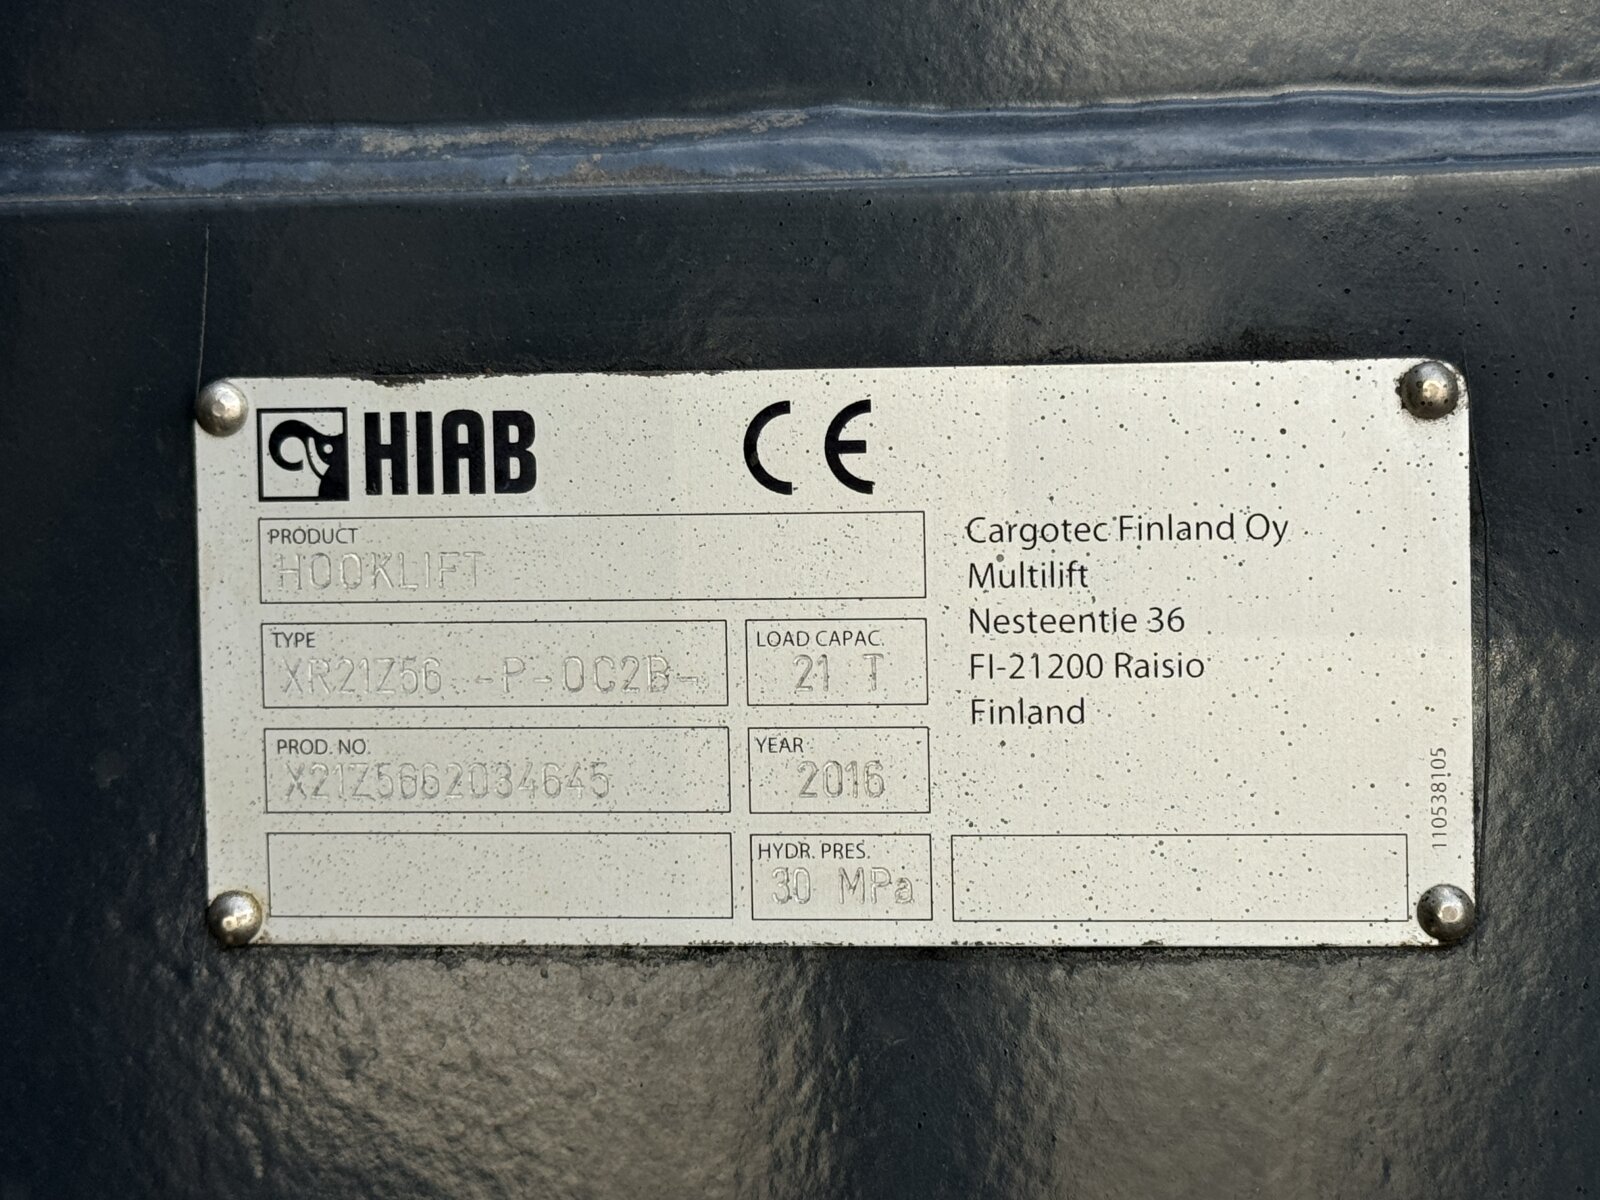 HIAB
CE
PRODUCT
HOOKLIFT
TYPE
XR21Z56 -P-0C2B-
LOAD CAPAC.
21 T
PROD. NO.
X21Z5662034645
YEAR
2016
HYDR. PRES.
30 MPa
Cargotec Finland Oy
Multilift
Nesteentie 36
FI-21200 Raisio
Finland
110538105